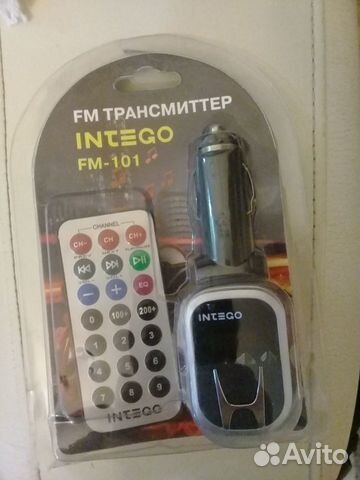 FM ТРАНСМИТТЕР
INTEGO
FM-101
CHANNEL
CH- CH CH+
EQ
0 100+ 200+
1 2 3
4 5 6
7 8 9
INTEGO
INTEGO
Avito